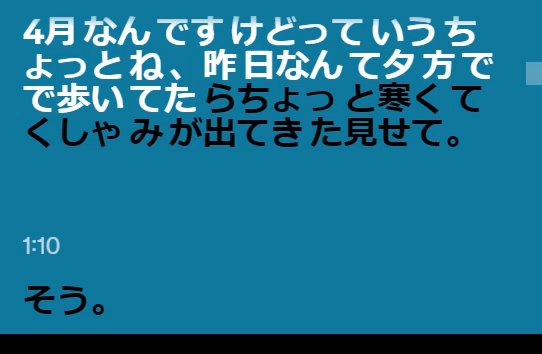 4月なんですけどっていうち
ょっとね、昨日なんて夕方で
で歩いてたらちょっと寒くて
くしゃみが出てきた見せて。
1:10
そう。